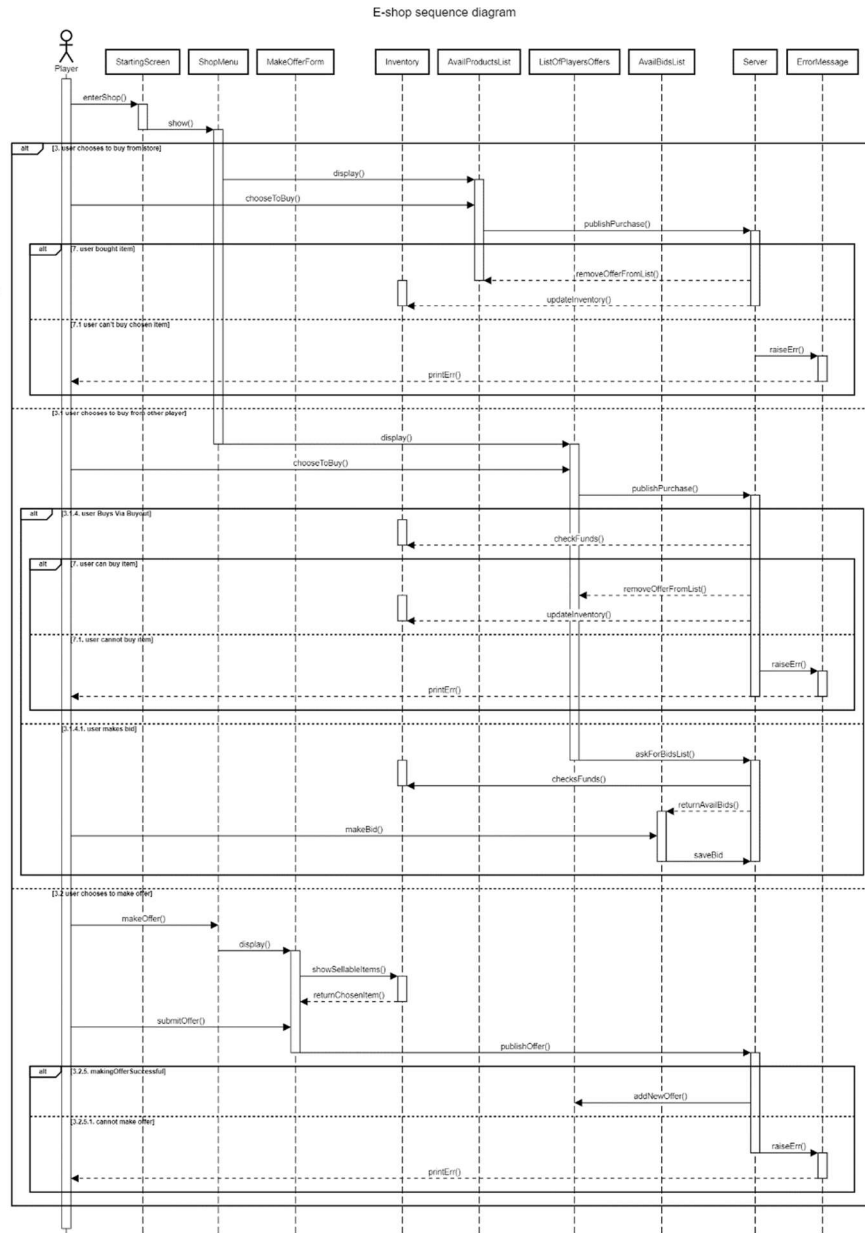 E-shop sequence diagram
Player
StartingScreen
ShopMenu
MakeOfferForm
Inventory
AvailProductsList
ListOfPlayersOffers
AvailBidsList
Server
ErrorMessage
enterShop()
show()
alt
[3. user chooses to buy from store]
display()
chooseToBuy()
publishPurchase()
alt
[7. user bought item]
removeOfferFromList()
updateInventory()
[7.1 user can't buy chosen item]
raiseErr()
printErr()
[3.1 user chooses to buy from other player]
display()
chooseToBuy()
publishPurchase()
alt
[3.1.4. user Buys Via Buyout]
checkFunds()
alt
[7. user can buy item]
removeOfferFromList()
updateInventory()
[7.1. user cannot buy item]
raiseErr()
printErr()
[3.1.4.1. user makes bid]
askForBidsList()
checksFunds()
returnAvailBids()
makeBid()
saveBid
[3.2 user chooses to make offer]
makeOffer()
display()
showSellableItems()
returnChosenItem()
submitOffer()
publishOffer()
alt
[3.2.5. makingOfferSuccessful]
addNewOffer()
[3.2.5.1. cannot make offer]
raiseErr()
printErr()